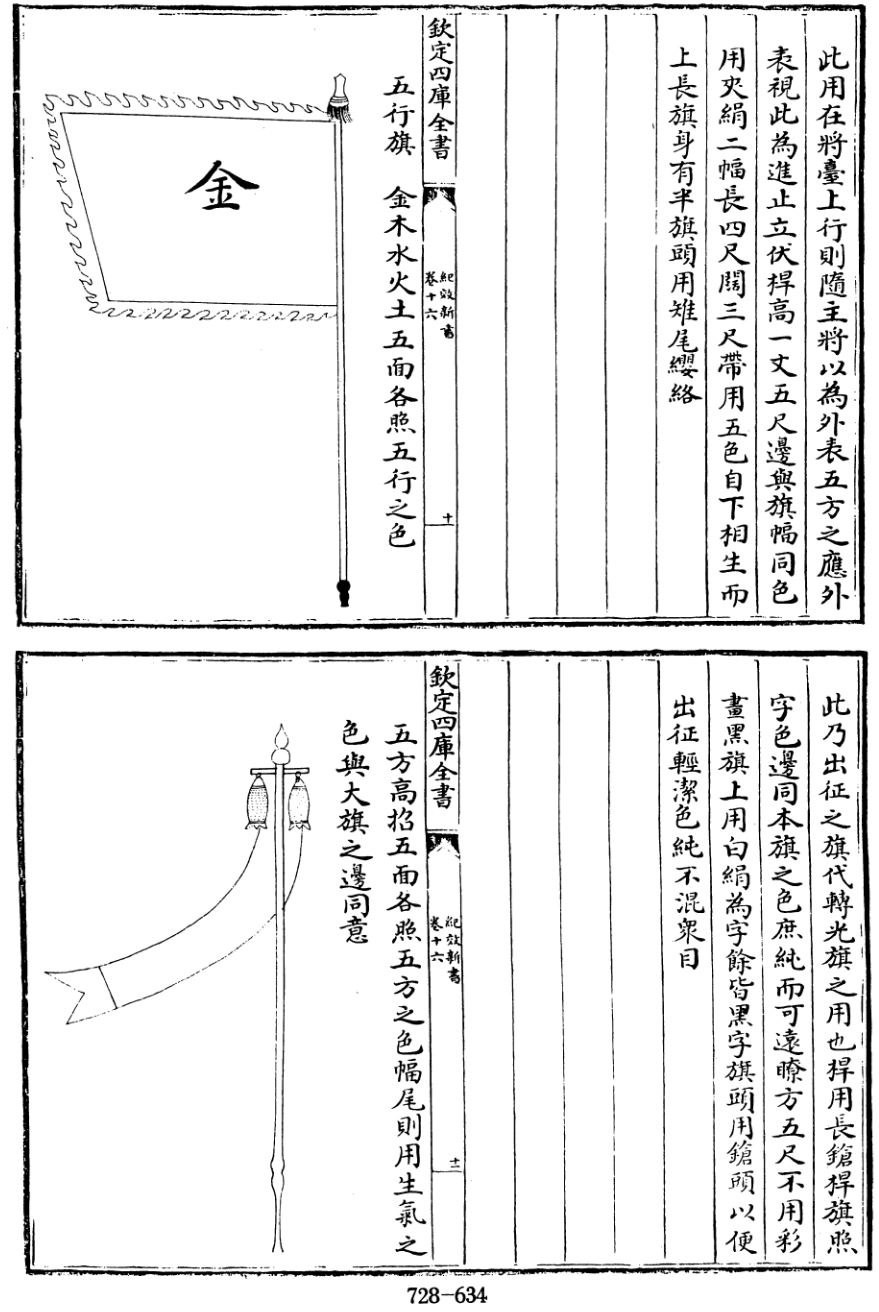 此用在將臺上行則隨主將以為外表五方之應外
表視此為進止立伏桿高一丈五尺邊與旗幅同色
用夾絹二幅長四尺闊三尺帶用五色自下相生而
上長旗身有半旗頭用雉尾纓絡
欽定四庫全書
紀效新書
卷十六
十
五行旗　金木水火土五面各照五行之色
金
此乃出征之旗代轉光旗之用也桿用長鎗桿旗照
字色邊同本旗之色庶純而可遠瞭方五尺不用彩
畫黑旗上用白絹為字餘皆黑字旗頭用鎗頭以便
出征輕潔色純不混衆目
欽定四庫全書
紀效新書
卷十六
十一
五方高招五面各照五方之色幅尾則用生氣之
色與大旗之邊同意
728-634